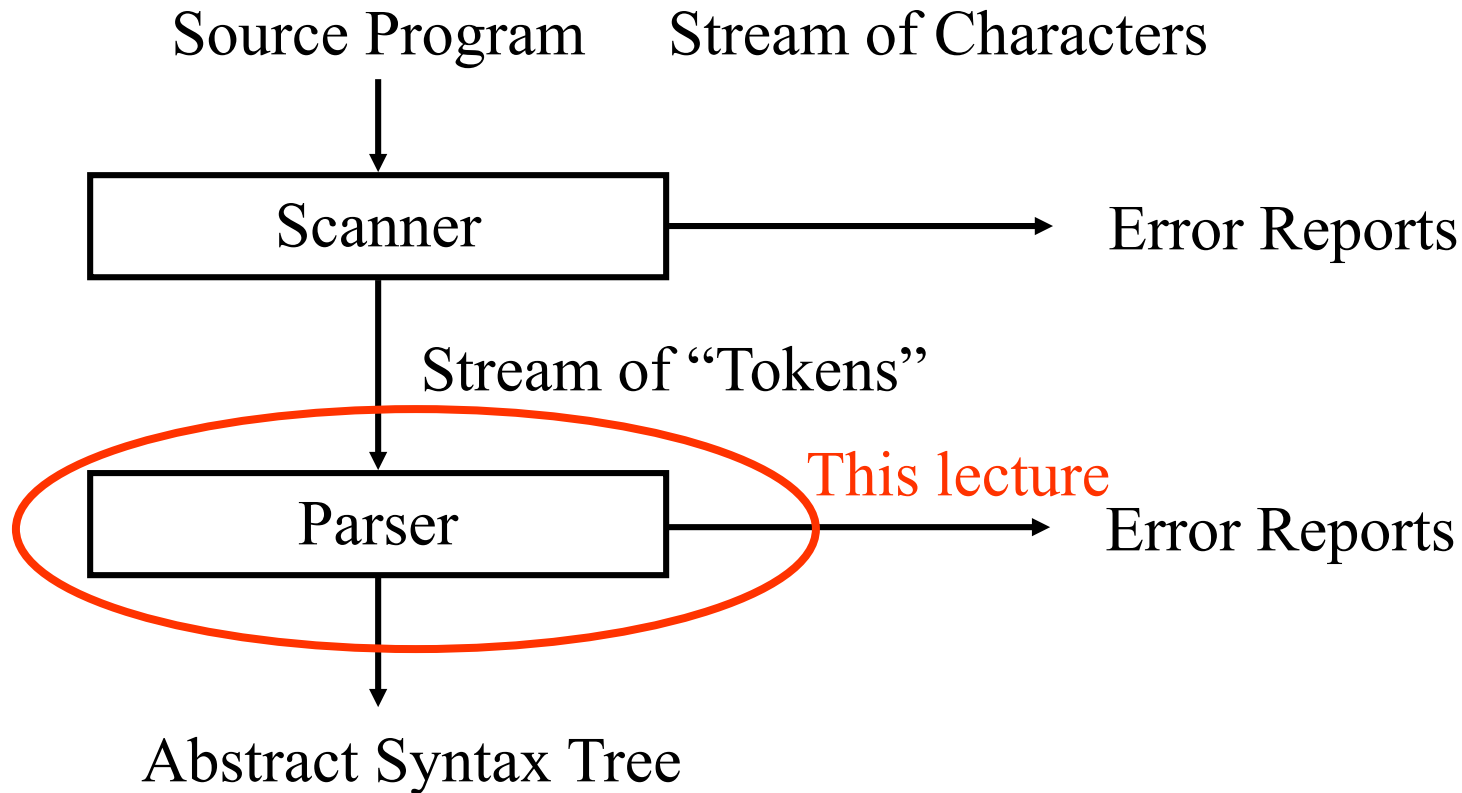 Source Program Stream of Characters
Scanner
Error Reports
Stream of “Tokens”
This lecture
Parser
Error Reports
Abstract Syntax Tree